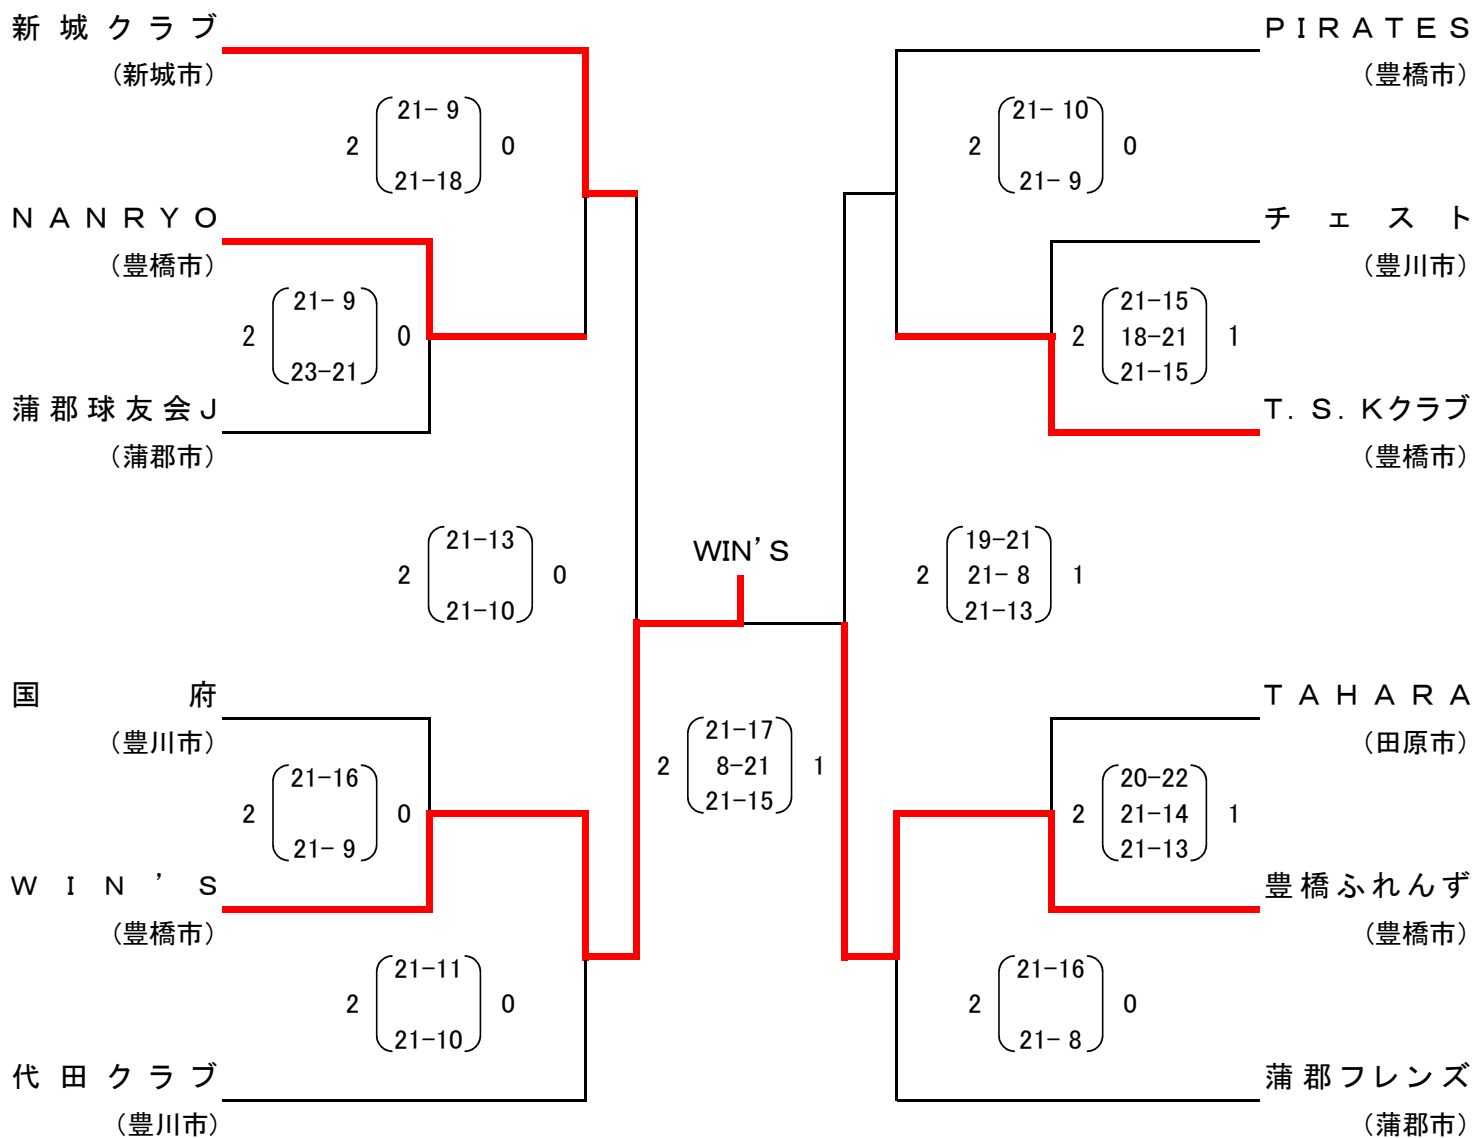 新城クラブ
（新城市）
2 21－ 9 0
21－18
NANRYO
（豊橋市）
2 21－ 9 0
23－21
蒲郡球友会J
（蒲郡市）
2 21－13 0
21－10
国府
（豊川市）
2 21－16 0
21－ 9
WIN’S
（豊橋市）
2 21－11 0
21－10
代田クラブ
（豊川市）
WIN’S
21－17
2 8－21 1
21－15
PIRATES
（豊橋市）
2 21－ 10 0
21－ 9
チェスト
（豊川市）
21－15
2 18－21 1
21－15
T．S．Kクラブ
（豊橋市）
19－21
2 21－ 8 1
21－13
TAHARA
（田原市）
20－22
2 21－14 1
21－13
豊橋ふれんず
（豊橋市）
2 21－16 0
21－ 8
蒲郡フレンズ
（蒲郡市）